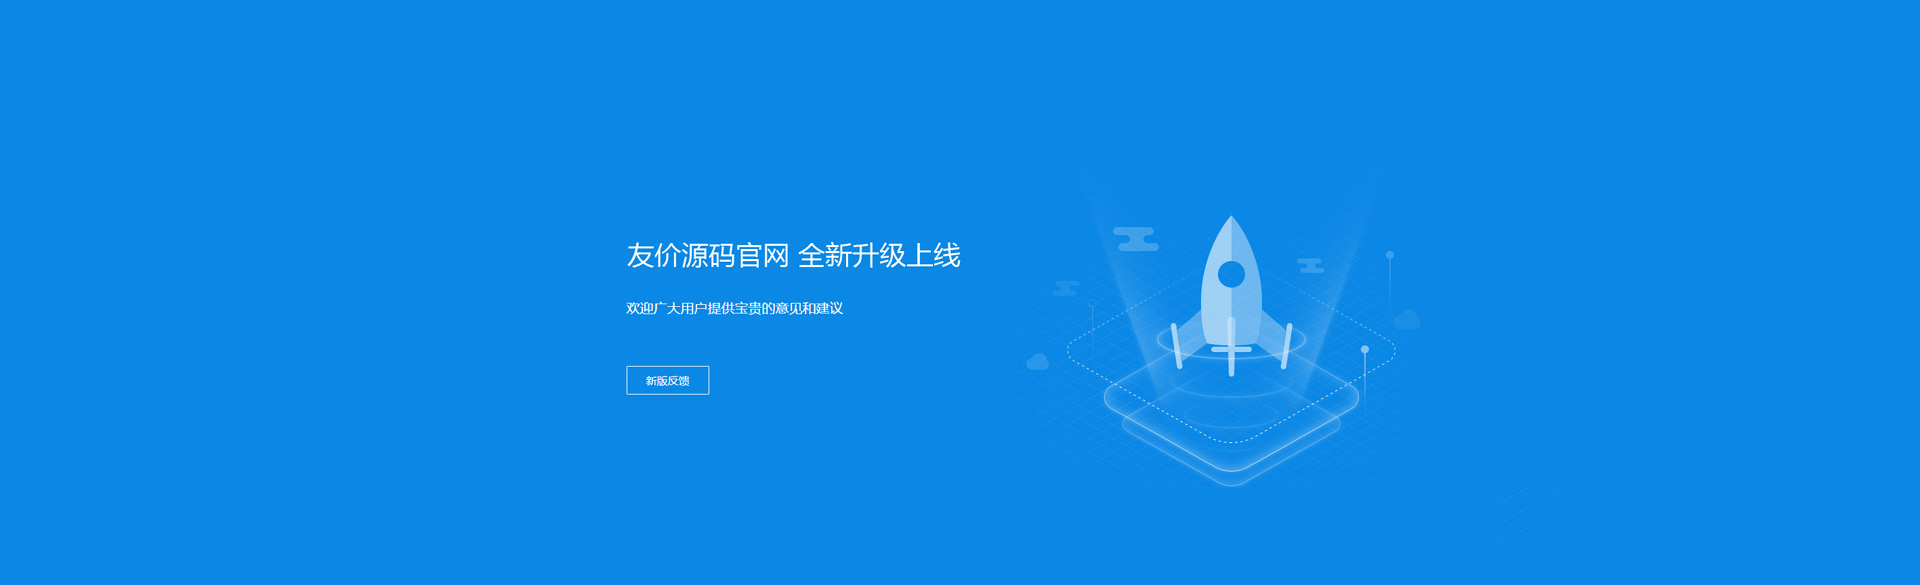 友价源码官网 全新升级上线
欢迎广大用户提供宝贵的意见和建议
新版反馈